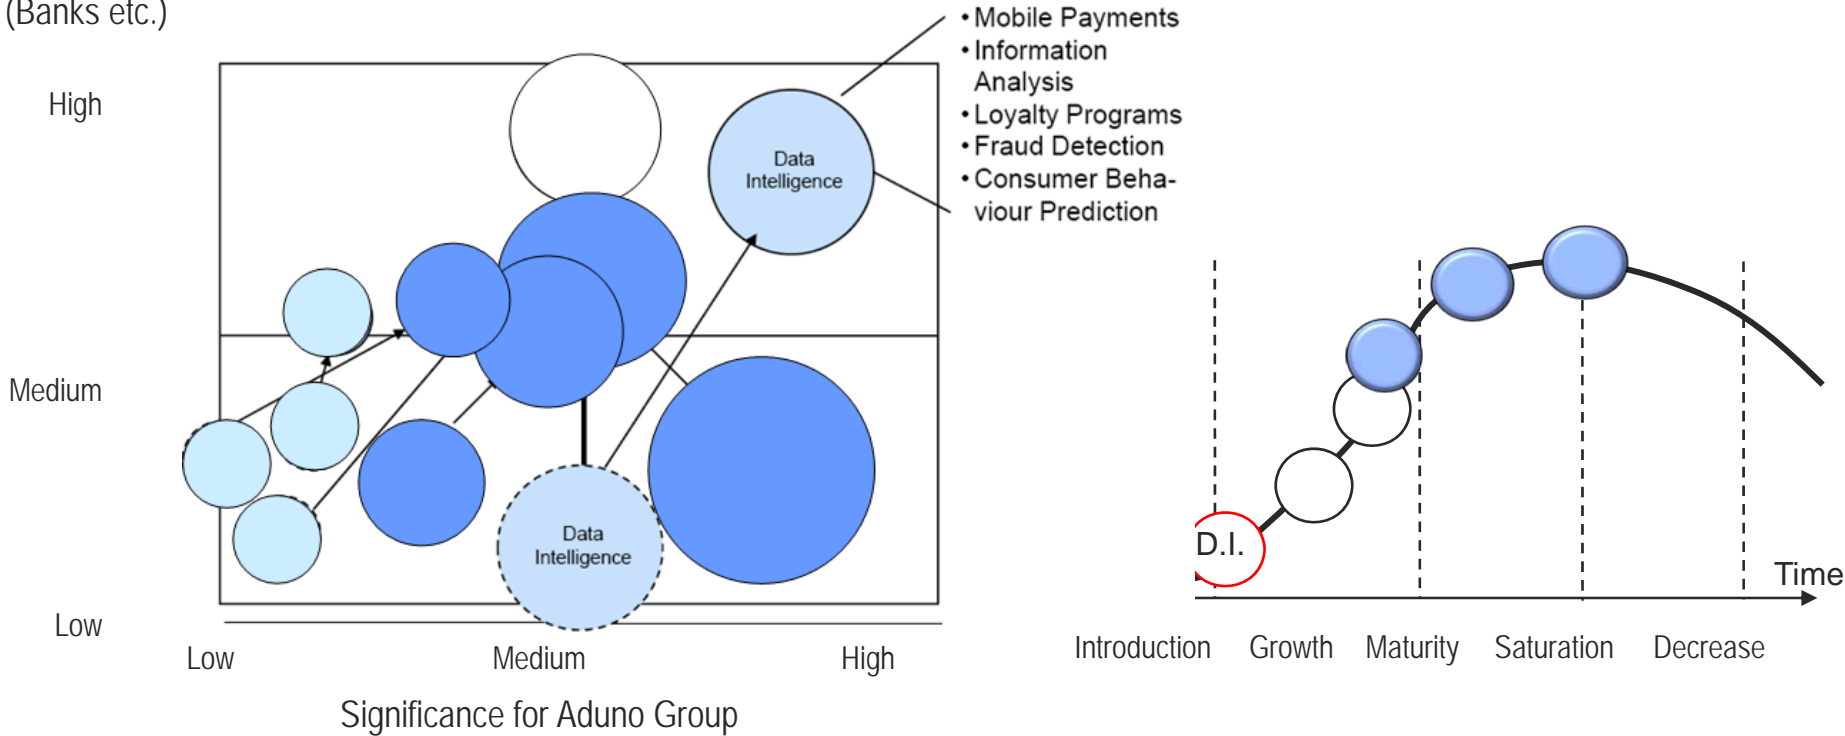 (Banks etc.)
High
Medium
Low
Low
Medium
High
Significance for Aduno Group
Data
Intelligence
Data
Intelligence
• Mobile Payments
• Information
Analysis
• Loyalty Programs
• Fraud Detection
• Consumer Beha-
viour Prediction
D.I.
Time
Introduction
Growth
Maturity
Saturation
Decrease